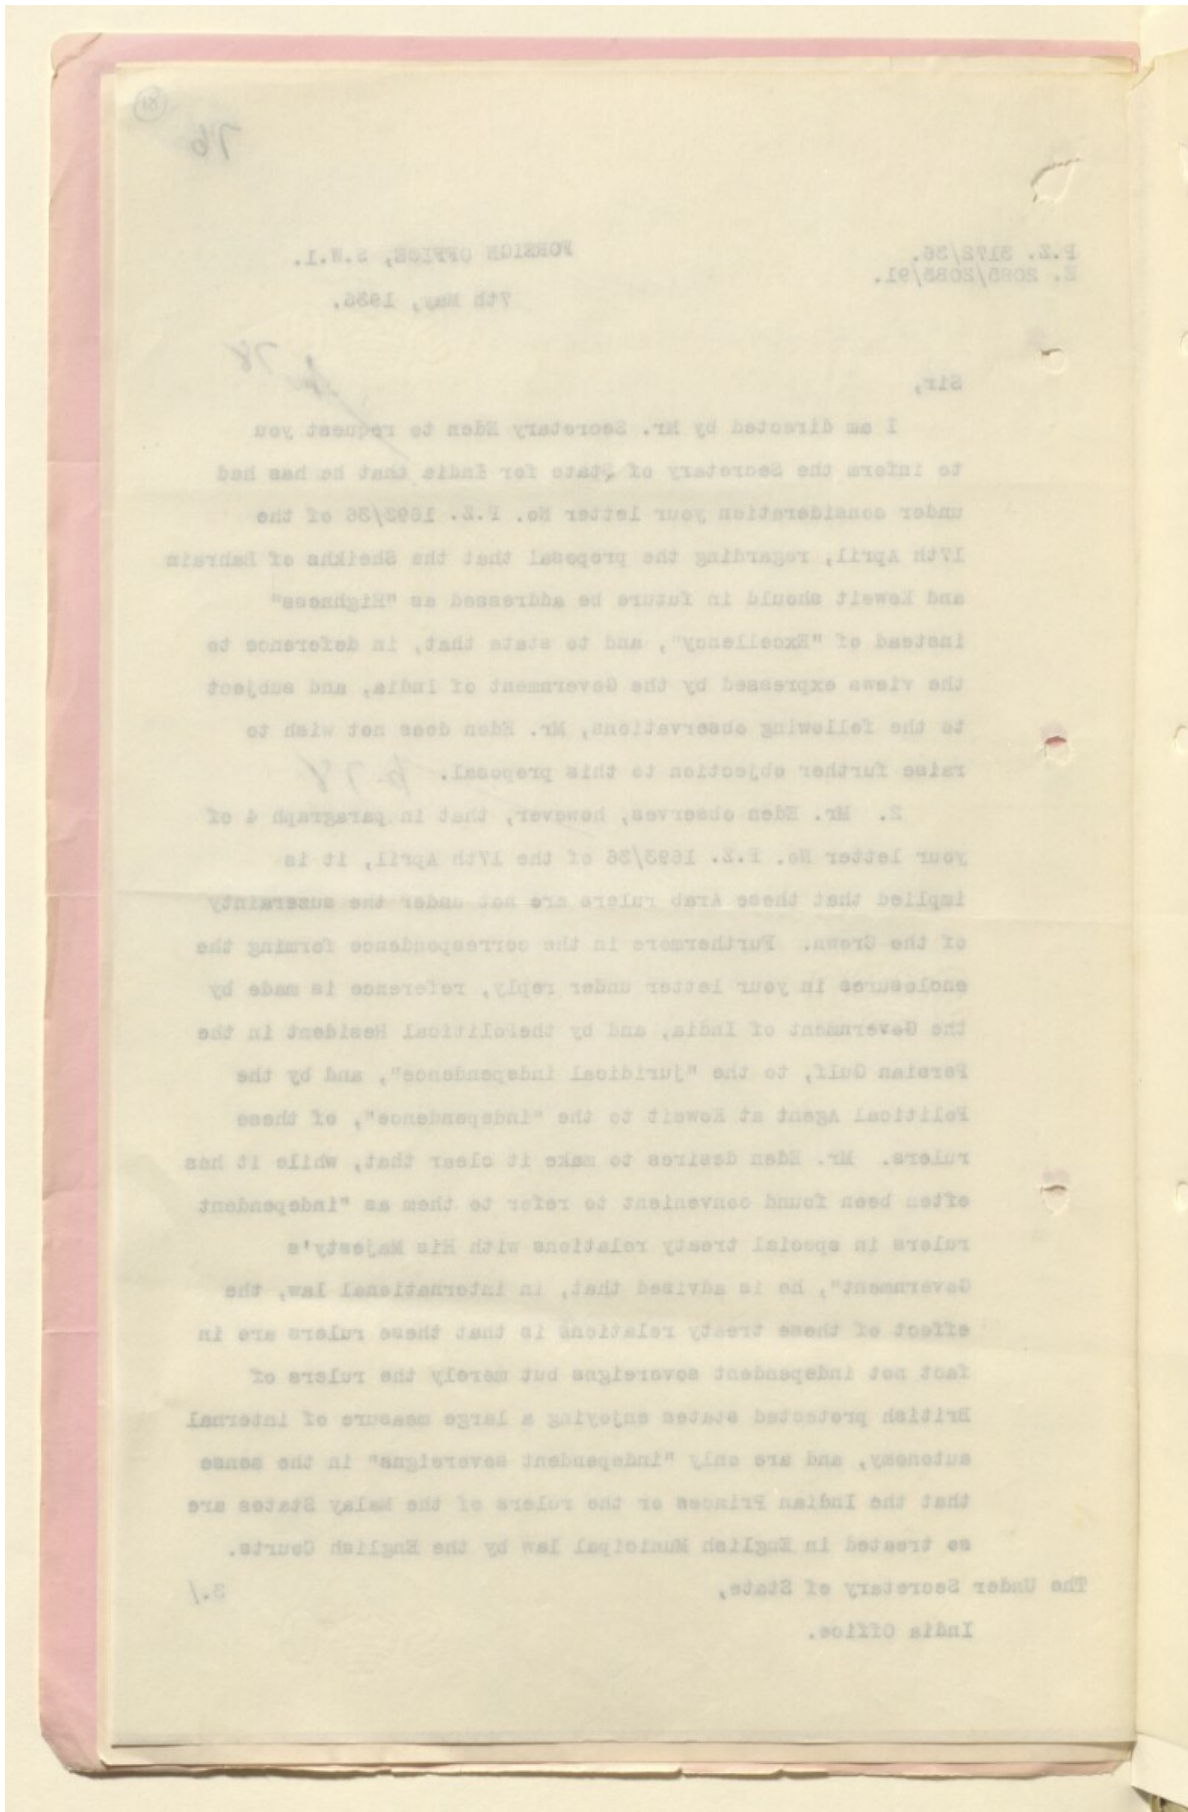 76
P.Z. 3172/36.
E. 2085/2085/91.
FOREIGN OFFICE, S.W.1.
7th May, 1936.
78
Sir,
I am directed by Mr. Secretary Eden to request you
to inform the Secretary of State for India that he has had
under consideration your letter No. P.Z. 1693/36 of the
17th April, regarding the proposal that the Sheikhs of Bahrain
and Koweit should in future be addressed as "Highness"
instead of "Excellency", and to state that, in deference to
the views expressed by the Government of India, and subject
to the following observations, Mr. Eden does not wish to
raise further objection to this proposal. p. 78
2. Mr. Eden observes, however, that in paragraph 4 of
your letter No. P.Z. 1693/36 of the 17th April, it is
implied that these Arab rulers are not under the suzerainty
of the Crown. Furthermore in the correspondence forming the
enclosures in your letter under reply, reference is made by
the Government of India, and by thePolitical Resident in the
Persian Gulf, to the "juridical independence", and by the
Political Agent at Koweit to the "independence", of these
rulers. Mr. Eden desires to make it clear that, while it has
often been found convenient to refer to them as "independent
rulers in special treaty relations with His Majesty's
Government", he is advised that, in international law, the
effect of these treaty relations is that these rulers are in
fact not independent sovereigns but merely the rulers of
British protected states enjoying a large measure of internal
autonomy, and are only "independent sovereigns" in the sense
that the Indian Princes or the rulers of the Malay States are
so treated in English Municipal law by the English Courts.
The Under Secretary of State,
3./
India Office.